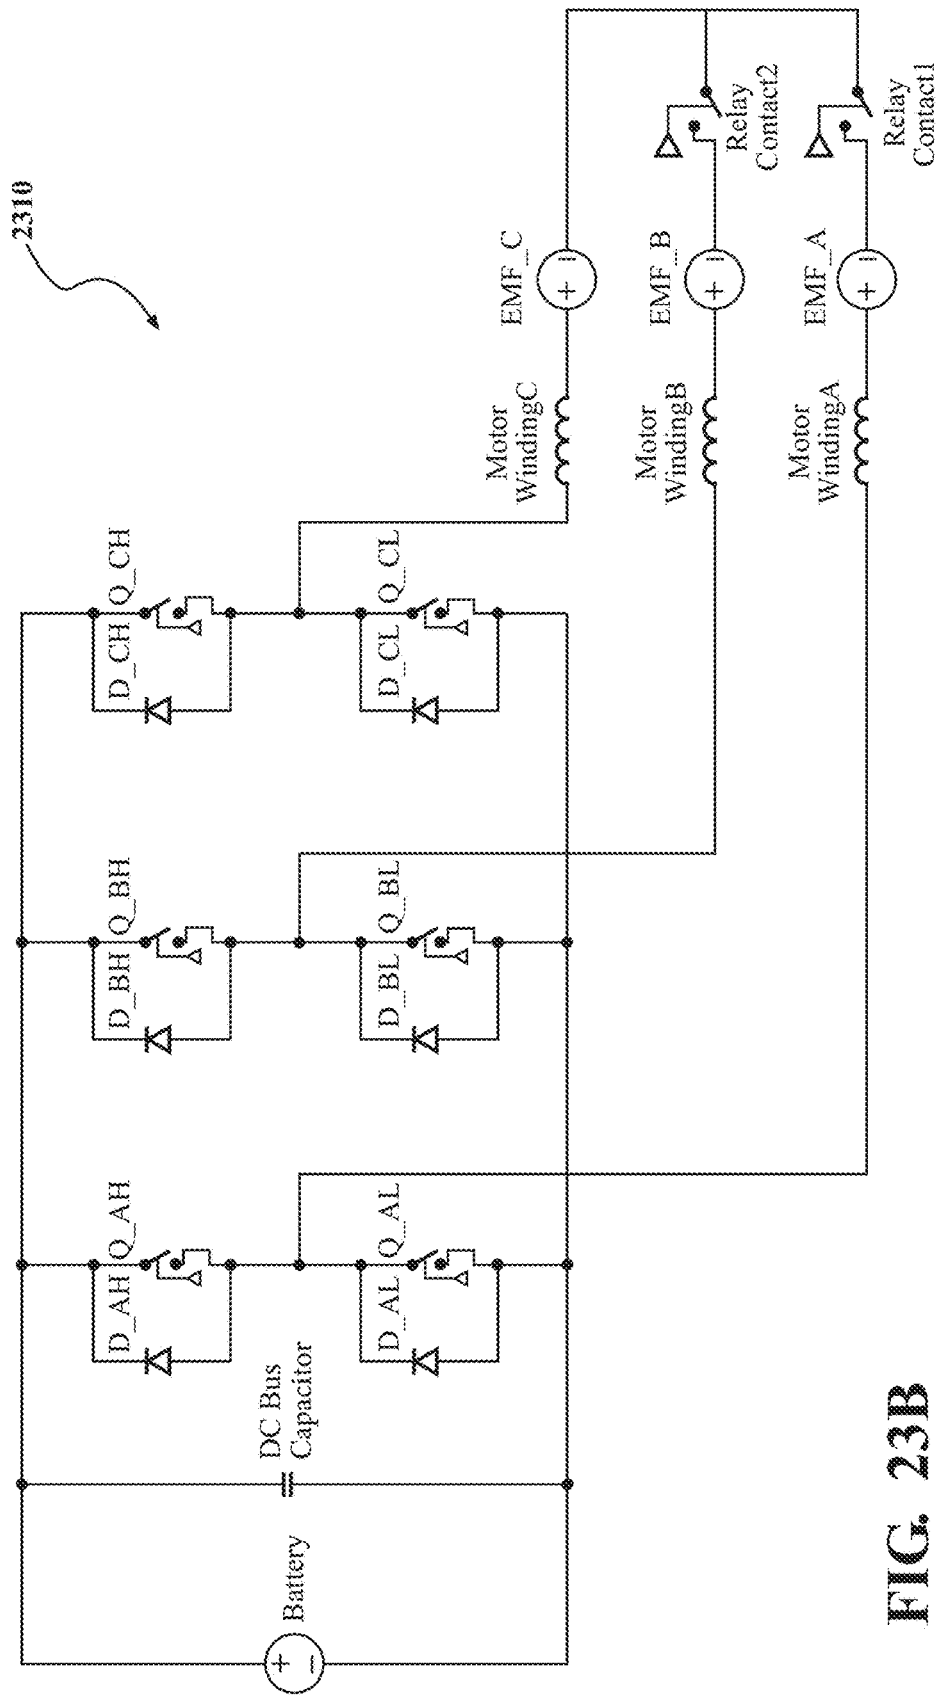 2310
Battery
+
−
DC Bus
Capacitor
D_AH
Q_AH
D_AL
Q_AL
D_BH
Q_BH
D_BL
Q_BL
D_CH
Q_CH
D_CL
Q_CL
Motor
WindingC
EMF_C
+
−
Motor
WindingB
EMF_B
+
−
Relay
Contact2
Motor
WindingA
EMF_A
+
−
Relay
Contact1
FIG. 23B